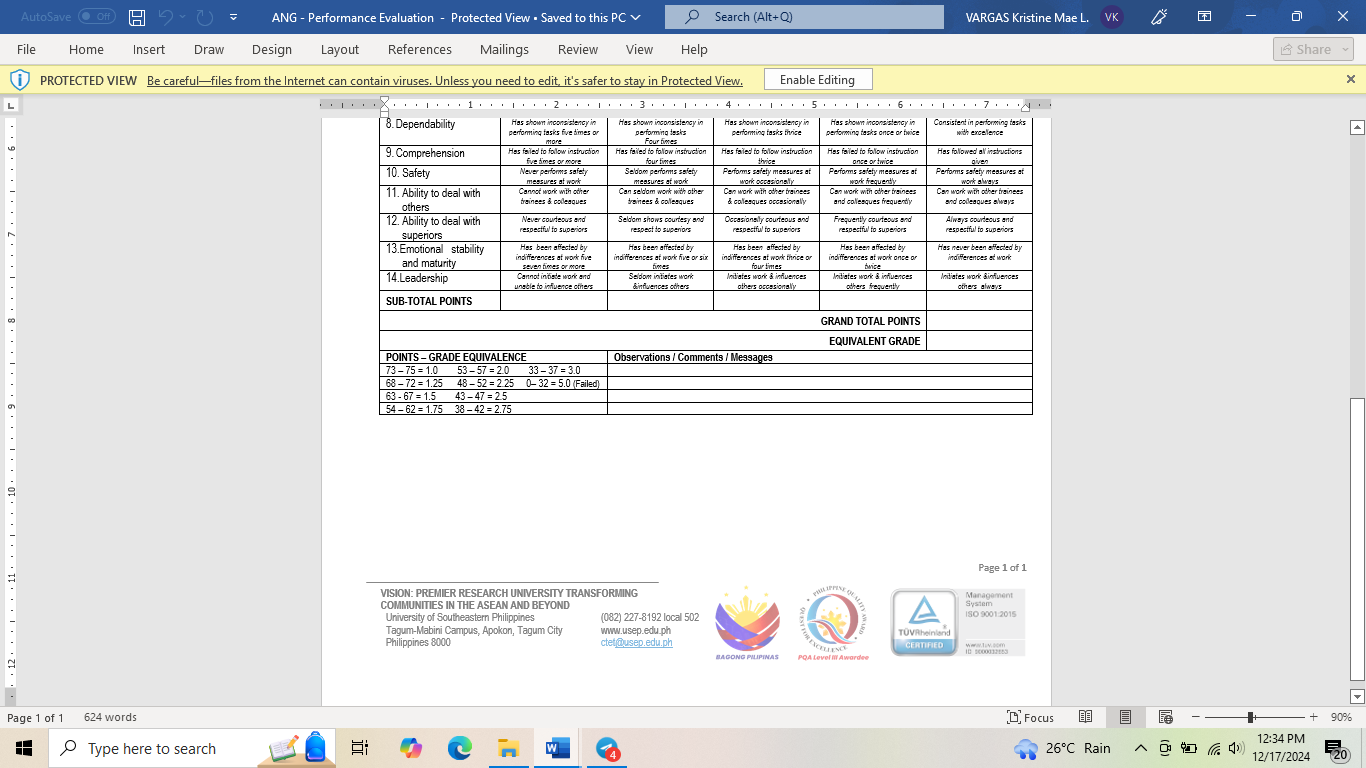 AutoSave Off ANG - Performance Evaluation - Protected View • Saved to this PC Search (Alt+Q) VARGAS Kristine Mae L. VK
File Home Insert Draw Design Layout References Mailings Review View Help Share
PROTECTED VIEW Be careful—files from the Internet can contain viruses. Unless you need to edit, it's safer to stay in Protected View. Enable Editing
L 1 2 3 4 5 6 7
8. Dependability
Has shown inconsistency in
performing tasks five times or
more
Has shown inconsistency in
performing tasks
Four times
Has shown inconsistency in
performing tasks thrice
Has shown inconsistency in
performing tasks once or twice
Consistent in performing tasks
with excellence
9. Comprehension
Has failed to follow instruction
five times or more
Has failed to follow instruction
four times
Has failed to follow instruction
thrice
Has failed to follow instruction
once or twice
Has followed all instructions
given
10. Safety
Never performs safety
measures at work
Seldom performs safety
measures at work
Performs safety measures at
work occasionally
Performs safety measures at
work frequently
Performs safety measures at
work always
11. Ability to deal with
others
Cannot work with other
trainees & colleagues
Can seldom work with other
trainees & colleagues
Can work with other trainees
& colleagues occasionally
Can work with other trainees
and colleagues frequently
Can work with other trainees
and colleagues always
12. Ability to deal with
superiors
Never courteous and
respectful to superiors
Seldom shows courtesy and
respect to superiors
Occasionally courteous and
respectful to superiors
Frequently courteous and
respectful to superiors
Always courteous and
respectful to superiors
13.Emotional stability
and maturity
Has been affected by
indifferences at work five
seven times or more
Has been affected by
indifferences at work five or six
times
Has been affected by
indifferences at work thrice or
four times
Has been affected by
indifferences at work once or
twice
Has never been affected by
indifferences at work
14.Leadership
Cannot initiate work and
unable to influence others
Seldom initiates work
&influences others
Initiates work & influences
others occasionally
Initiates work & influences
others frequently
Initiates work &influences
others always
SUB-TOTAL POINTS
GRAND TOTAL POINTS
EQUIVALENT GRADE
POINTS – GRADE EQUIVALENCE Observations / Comments / Messages
73 – 75 = 1.0 53 – 57 = 2.0 33 – 37 = 3.0
68 – 72 = 1.25 48 – 52 = 2.25 0– 32 = 5.0 (Failed)
63 - 67 = 1.5 43 – 47 = 2.5
54 – 62 = 1.75 38 – 42 = 2.75
6
7
8
9
10
11
12
Page 1 of 1
VISION: PREMIER RESEARCH UNIVERSITY TRANSFORMING
COMMUNITIES IN THE ASEAN AND BEYOND
University of Southeastern Philippines (082) 227-8192 local 502
Tagum-Mabini Campus, Apokon, Tagum City www.usep.edu.ph
Philippines 8000 ctet@usep.edu.ph
BAGONG PILIPINAS
PHILIPPINE QUALITY AWARD
PQA Level III Awardee
TÜVRheinland
CERTIFIED
Management
System
ISO 9001:2015
www.tuv.com
Page 1 of 1 624 words Focus 90%
Type here to search 4 26°C Rain 12:34 PM
12/17/2024 20